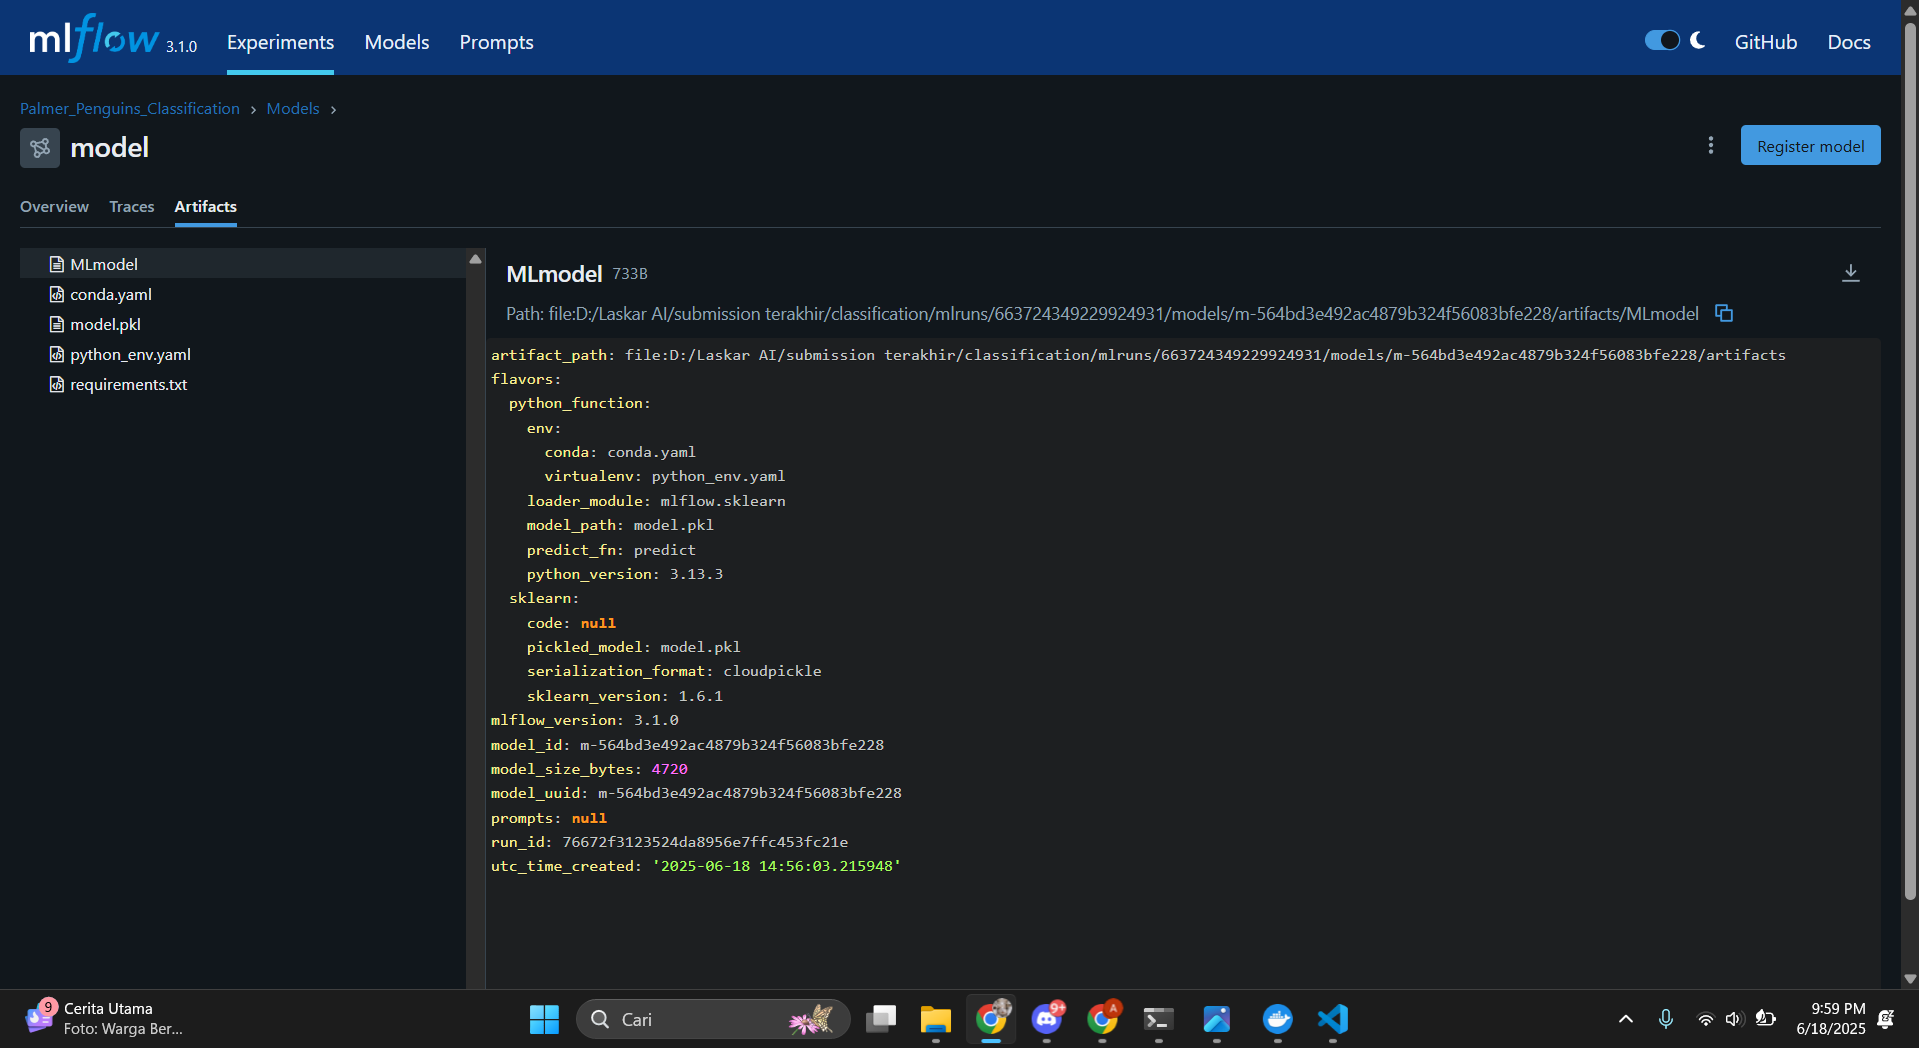 mlflow 3.1.0 Experiments Models Prompts GitHub Docs
Palmer_Penguins_Classification › Models ›
model
Register model
Overview Traces Artifacts
MLmodel
conda.yaml
model.pkl
python_env.yaml
requirements.txt
MLmodel 733B
Path: file:D:/Laskar AI/submission terakhir/classification/mlruns/663724349229924931/models/m-564bd3e492ac4879b324f56083bfe228/artifacts/MLmodel
artifact_path: file:D:/Laskar AI/submission terakhir/classification/mlruns/663724349229924931/models/m-564bd3e492ac4879b324f56083bfe228/artifacts
flavors:
python_function:
env:
conda: conda.yaml
virtualenv: python_env.yaml
loader_module: mlflow.sklearn
model_path: model.pkl
predict_fn: predict
python_version: 3.13.3
sklearn:
code: null
pickled_model: model.pkl
serialization_format: cloudpickle
sklearn_version: 1.6.1
mlflow_version: 3.1.0
model_id: m-564bd3e492ac4879b324f56083bfe228
model_size_bytes: 4720
model_uuid: m-564bd3e492ac4879b324f56083bfe228
prompts: null
run_id: 76672f3123524da8956e7ffc453fc21e
utc_time_created: '2025-06-18 14:56:03.215948'
9
Cerita Utama
Foto: Warga Ber...
Cari
9+
A
9:59 PM
6/18/2025